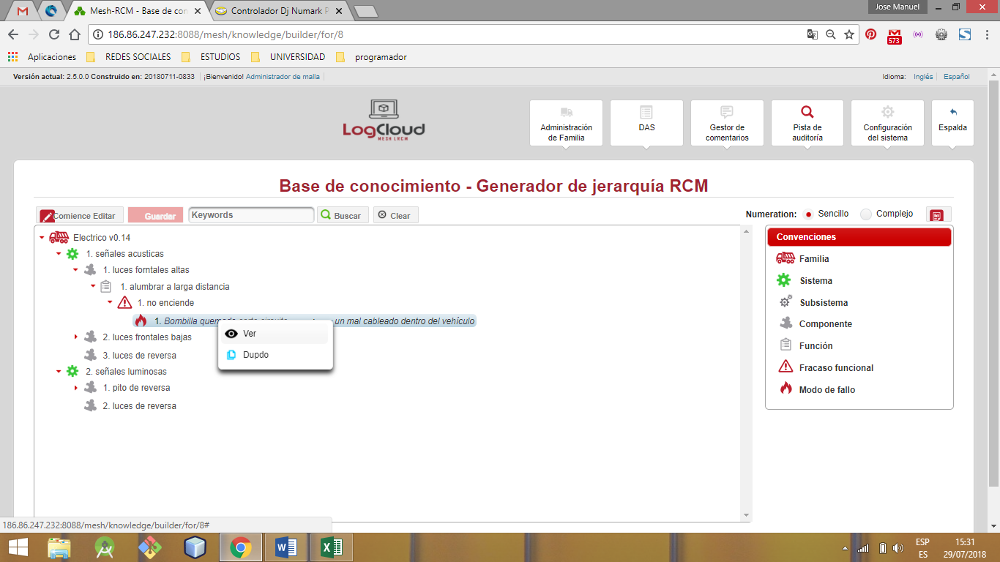 Jose Manuel
Mesh-RCM - Base de con
Controlador Dj Numark P
186.86.247.232:8088/mesh/knowledge/builder/for/8
573
Aplicaciones REDES SOCIALES ESTUDIOS UNIVERSIDAD programador
Versión actual: 2.5.0.0 Construido en: 20180711-0833 ¡Bienvenido! Administrador de malla
Idioma: Inglés Español
LogCloud
MESH LRCM
Administración
de Familia
DAS
Gestor de
comentarios
Pista de
auditoría
Configuración
del sistema
Espalda
Base de conocimiento - Generador de jerarquía RCM
Comience Editar Guardar Keywords Buscar Clear
Numeration: Sencillo Complejo
Electrico v0.14
1. señales acusticas
1. luces forntales altas
1. alumbrar a larga distancia
1. no enciende
1. Bombilla quemada un mal cableado dentro del vehículo
Ver
Dupdo
2. luces frontales bajas
3. luces de reversa
2. señales luminosas
1. pito de reversa
2. luces de reversa
Convenciones
Familia
Sistema
Subsistema
Componente
Función
Fracaso funcional
Modo de fallo
186.86.247.232:8088/mesh/knowledge/builder/for/8#
ESP
ES
15:31
29/07/2018